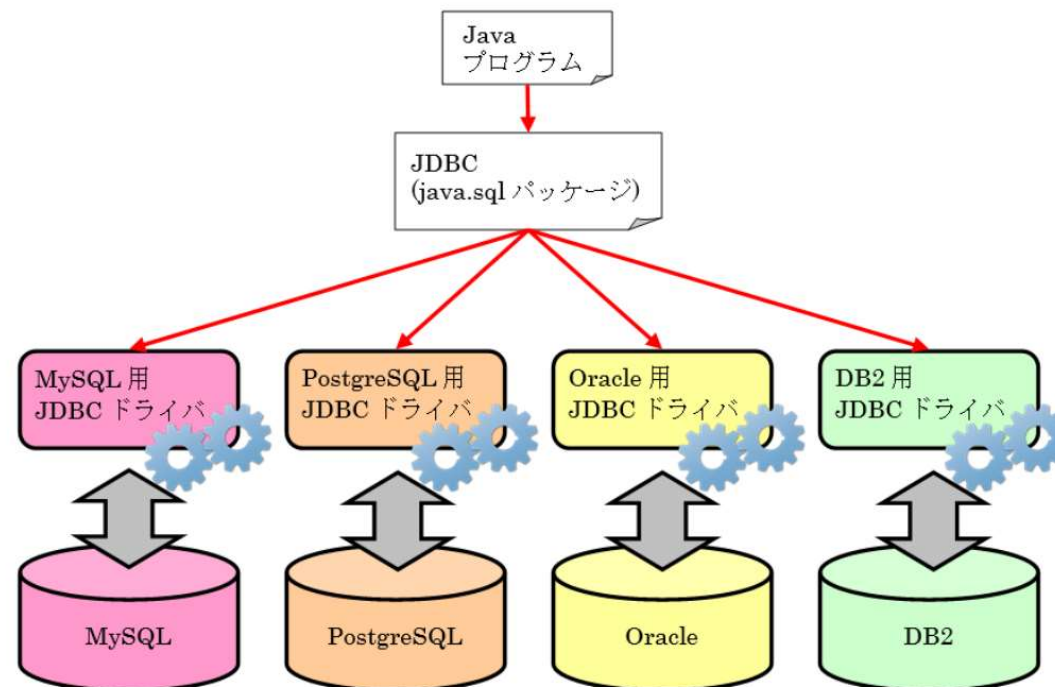 Java
プログラム
JDBC
(java.sql パッケージ)
MySQL 用
JDBC ドライバ
PostgreSQL 用
JDBC ドライバ
Oracle 用
JDBC ドライバ
DB2 用
JDBC ドライバ
MySQL
PostgreSQL
Oracle
DB2